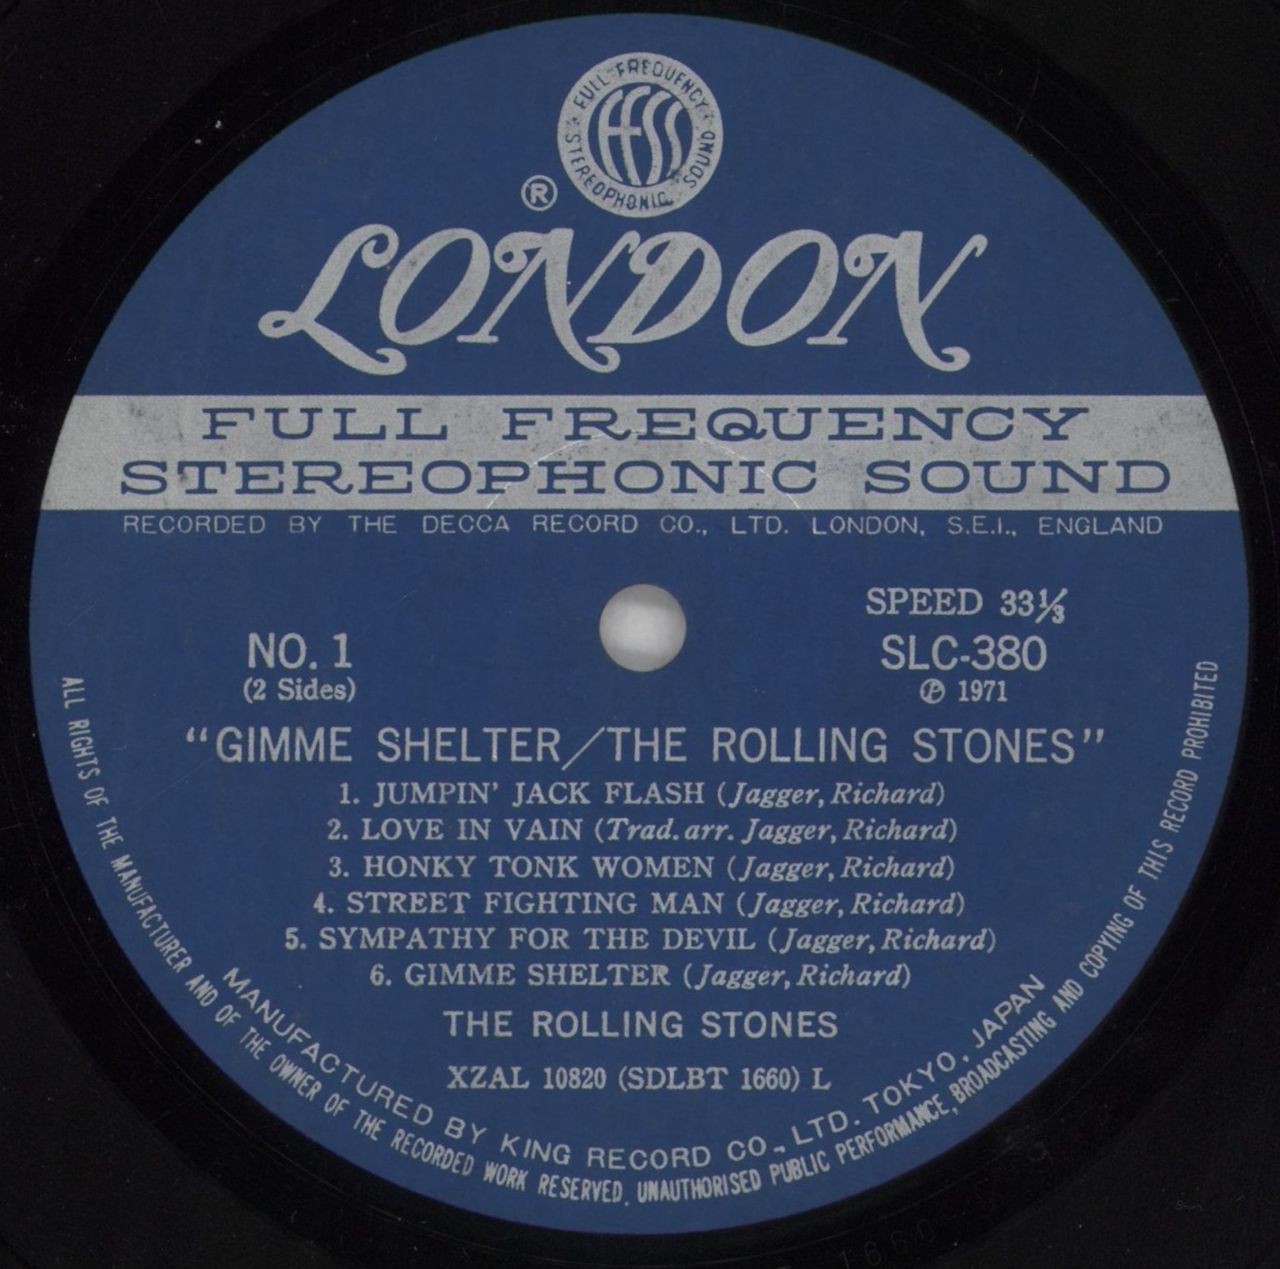 FULL FREQUENCY
STEREOPHONIC SOUND
ffss
®
LONDON
FULL FREQUENCY
STEREOPHONIC SOUND
RECORDED BY THE DECCA RECORD CO., LTD. LONDON, S.E.I., ENGLAND
SPEED 33⅓
NO. 1
SLC-380
(2 Sides)
℗ 1971
“GIMME SHELTER/THE ROLLING STONES”
1. JUMPIN’ JACK FLASH (Jagger, Richard)
2. LOVE IN VAIN (Trad. arr. Jagger, Richard)
3. HONKY TONK WOMEN (Jagger, Richard)
4. STREET FIGHTING MAN (Jagger, Richard)
5. SYMPATHY FOR THE DEVIL (Jagger, Richard)
6. GIMME SHELTER (Jagger, Richard)
THE ROLLING STONES
XZAL 10820 (SDLBT 1660) L
MANUFACTURED BY KING RECORD CO., LTD. TOKYO, JAPAN
ALL RIGHTS OF THE MANUFACTURER AND OF THE OWNER OF THE RECORDED WORK RESERVED. UNAUTHORISED PUBLIC PERFORMANCE, BROADCASTING AND COPYING OF THIS RECORD PROHIBITED
1660